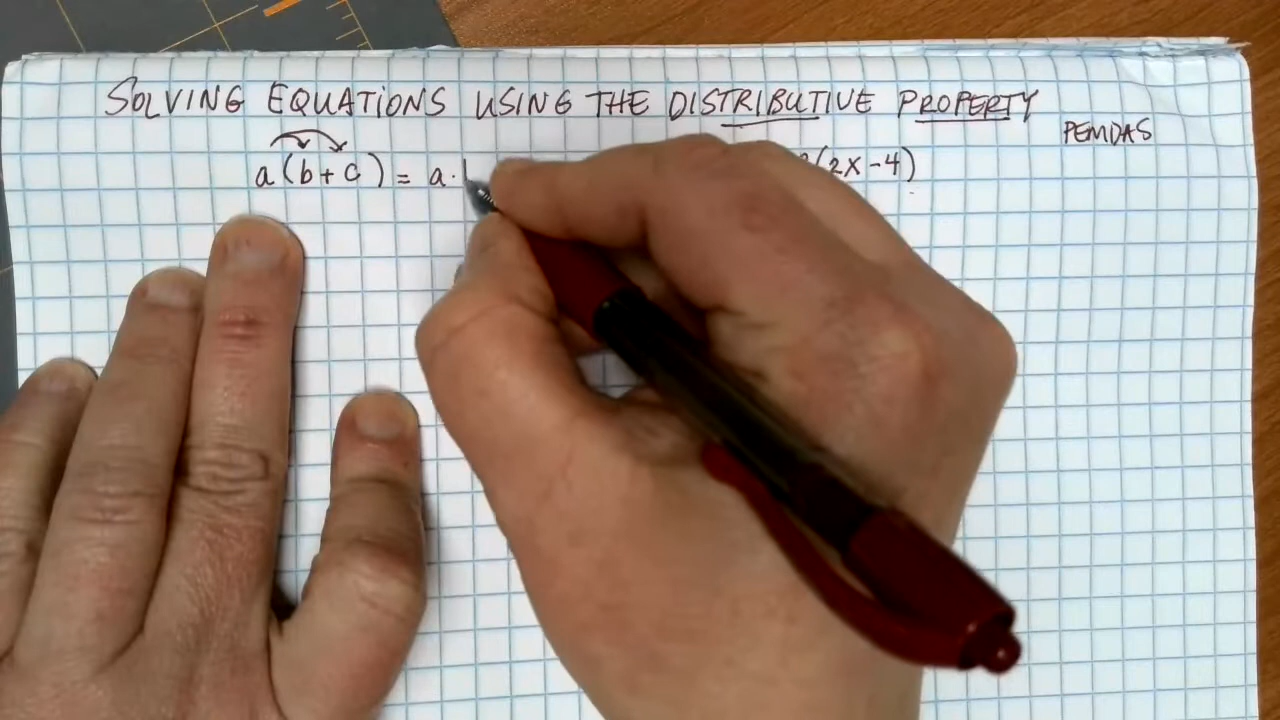 SOLVING EQUATIONS USING THE DISTRIBUTIVE PROPERTY
PEMDAS
a(b+c) = a· (2x-4)